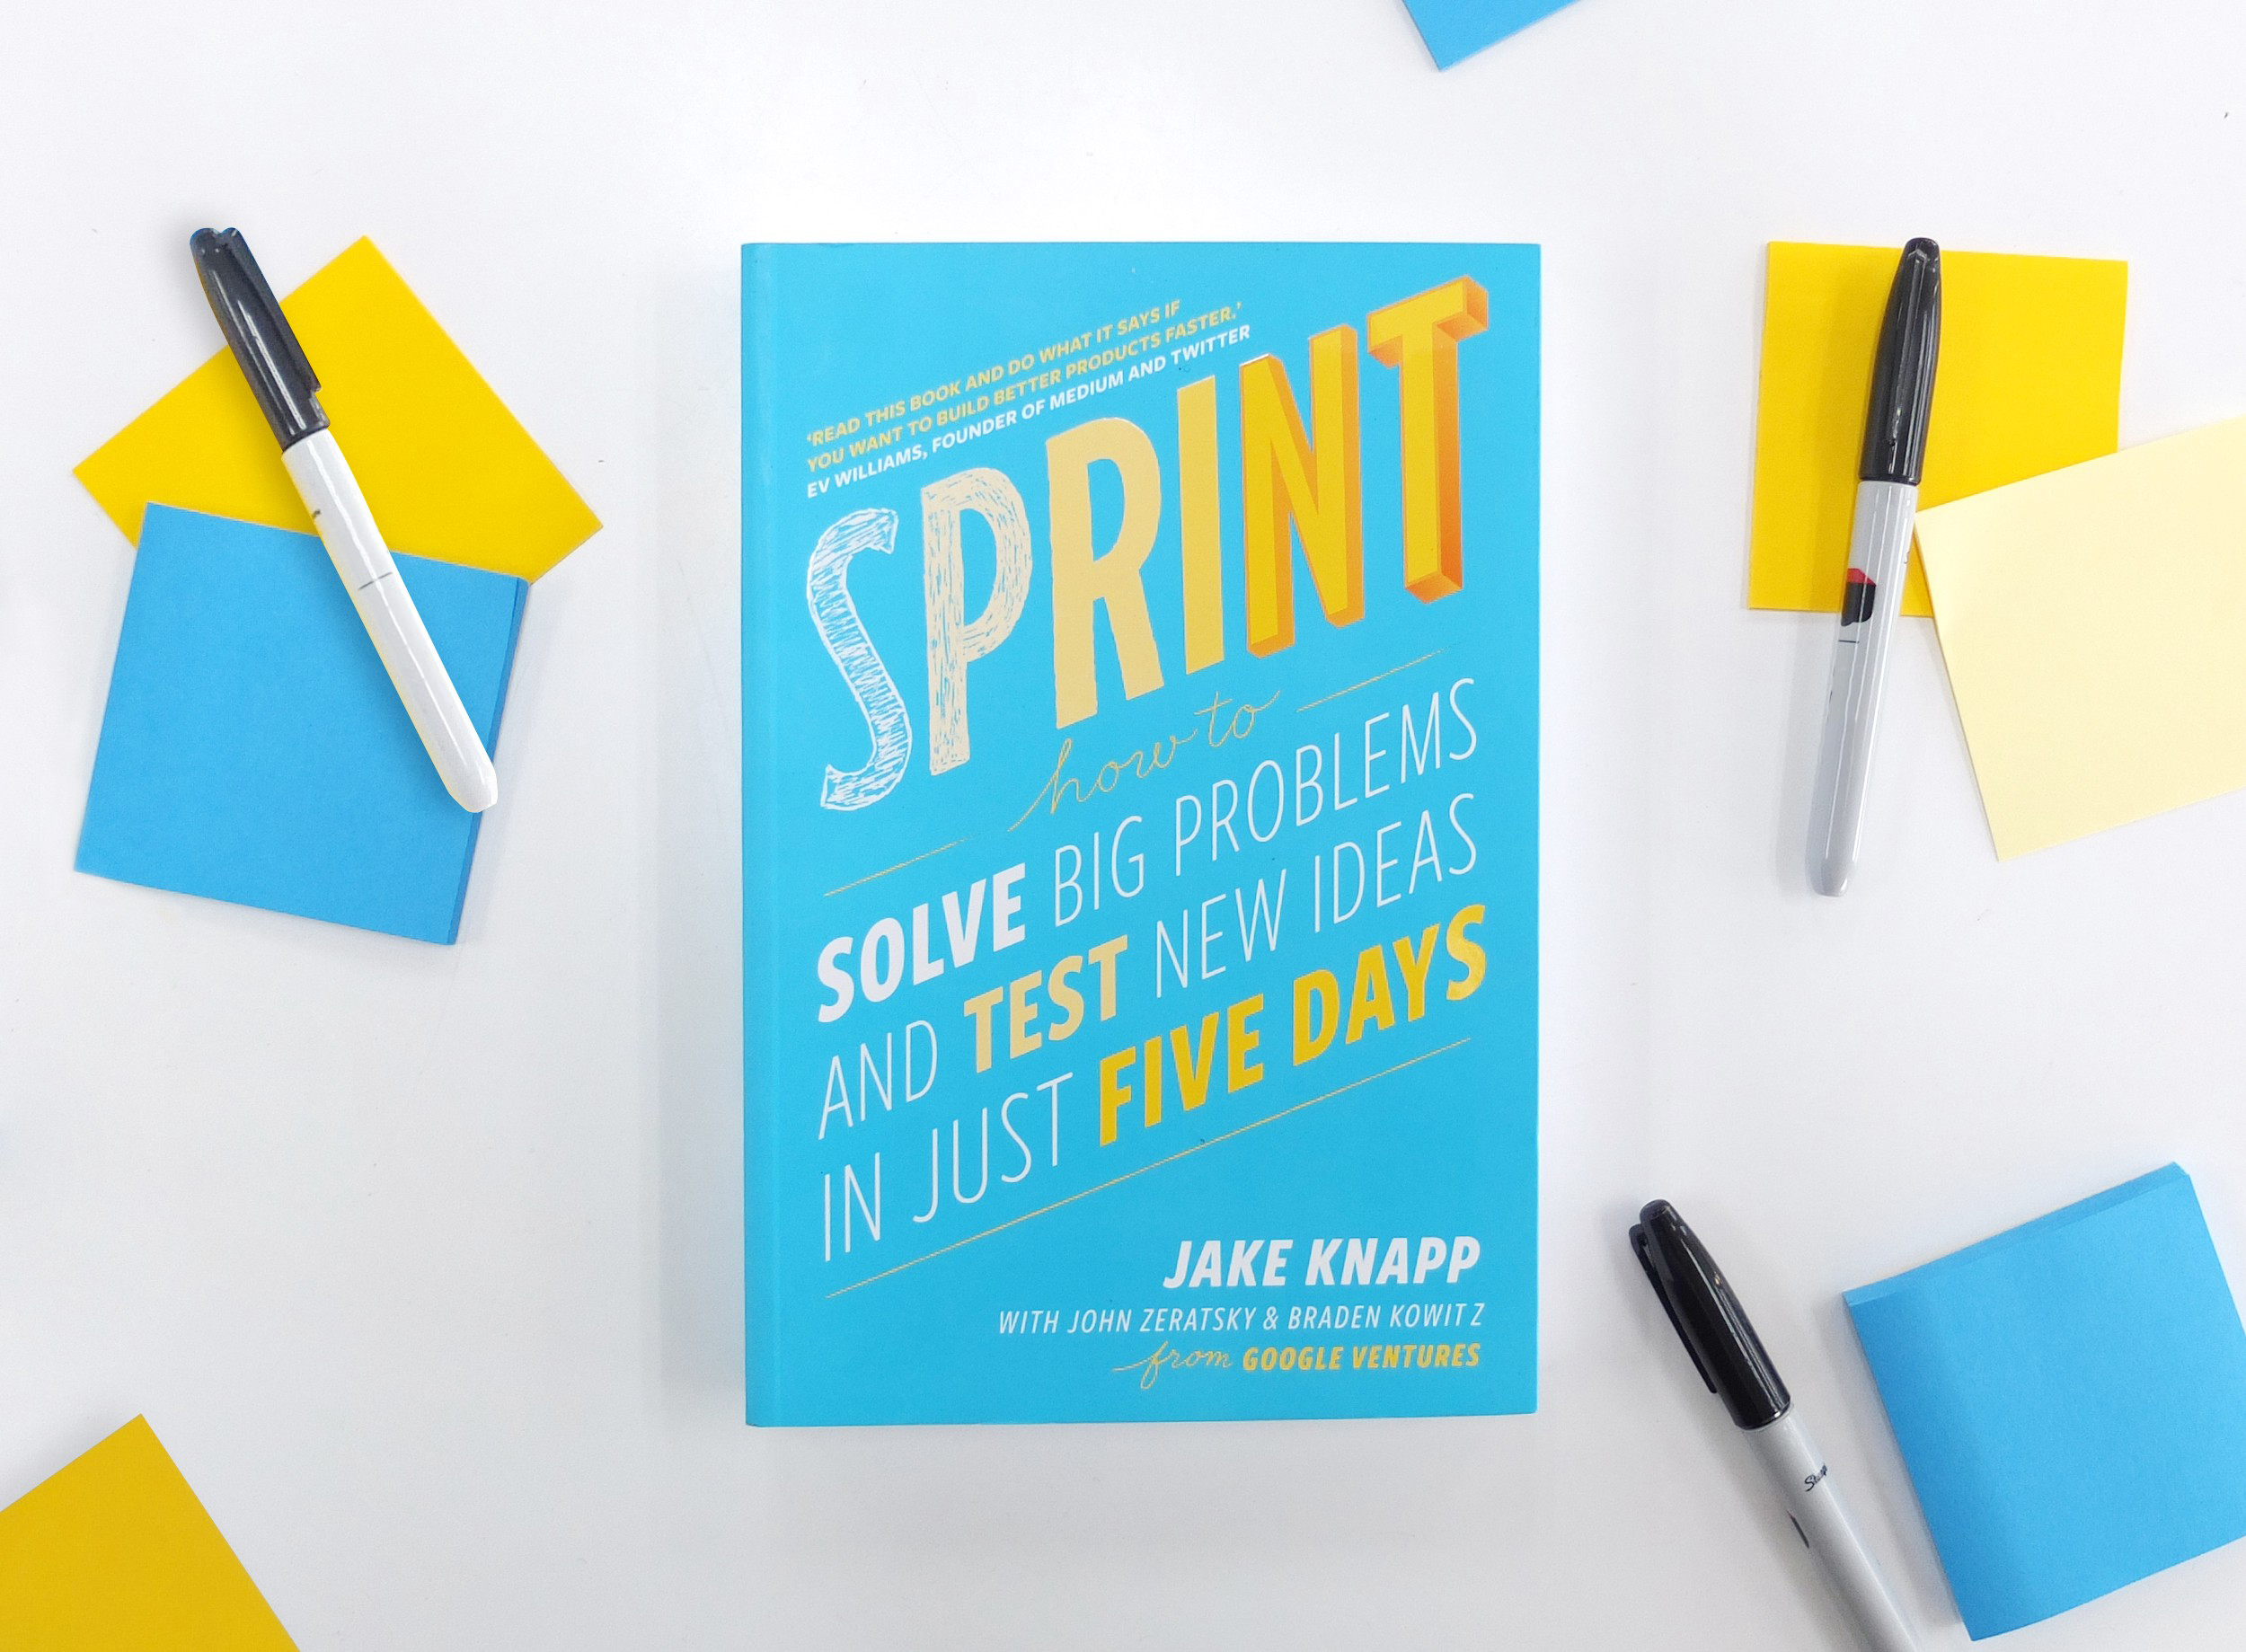 ‘READ THIS BOOK AND DO WHAT IT SAYS IF
YOU WANT TO BUILD BETTER PRODUCTS FASTER.’
EV WILLIAMS, FOUNDER OF MEDIUM AND TWITTER
SPRINT
how to
SOLVE BIG PROBLEMS
AND TEST NEW IDEAS
IN JUST FIVE DAYS
JAKE KNAPP
WITH JOHN ZERATSKY & BRADEN KOWITZ
from GOOGLE VENTURES